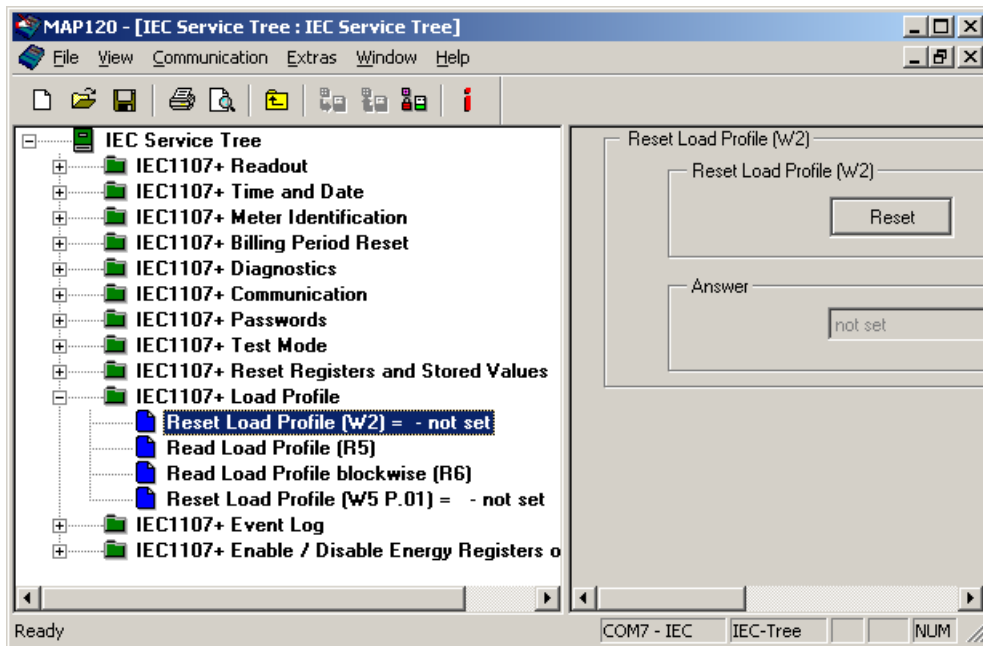 MAP120 - [IEC Service Tree : IEC Service Tree]
File View Communication Extras Window Help
IEC Service Tree
IEC1107+ Readout
IEC1107+ Time and Date
IEC1107+ Meter Identification
IEC1107+ Billing Period Reset
IEC1107+ Diagnostics
IEC1107+ Communication
IEC1107+ Passwords
IEC1107+ Test Mode
IEC1107+ Reset Registers and Stored Values
IEC1107+ Load Profile
Reset Load Profile (W2) = - not set
Read Load Profile (R5)
Read Load Profile blockwise (R6)
Reset Load Profile (W5 P.01) = - not set
IEC1107+ Event Log
IEC1107+ Enable / Disable Energy Registers o
Reset Load Profile (W2)
Reset Load Profile (W2)
Reset
Answer
not set
Ready
COM7 - IEC
IEC-Tree
NUM